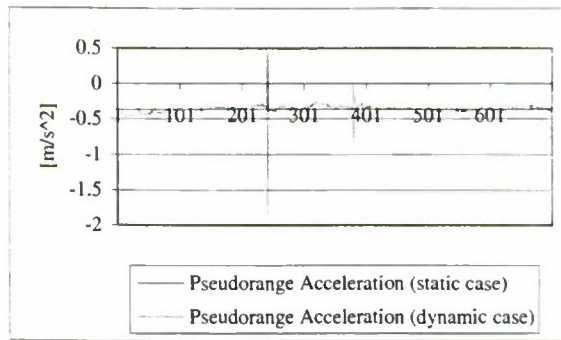 0.5
0
-0.5
-1
-1.5
-2
[m/s^2]
101 201 301 401 501 601
Pseudorange Acceleration (static case)
Pseudorange Acceleration (dynamic case)